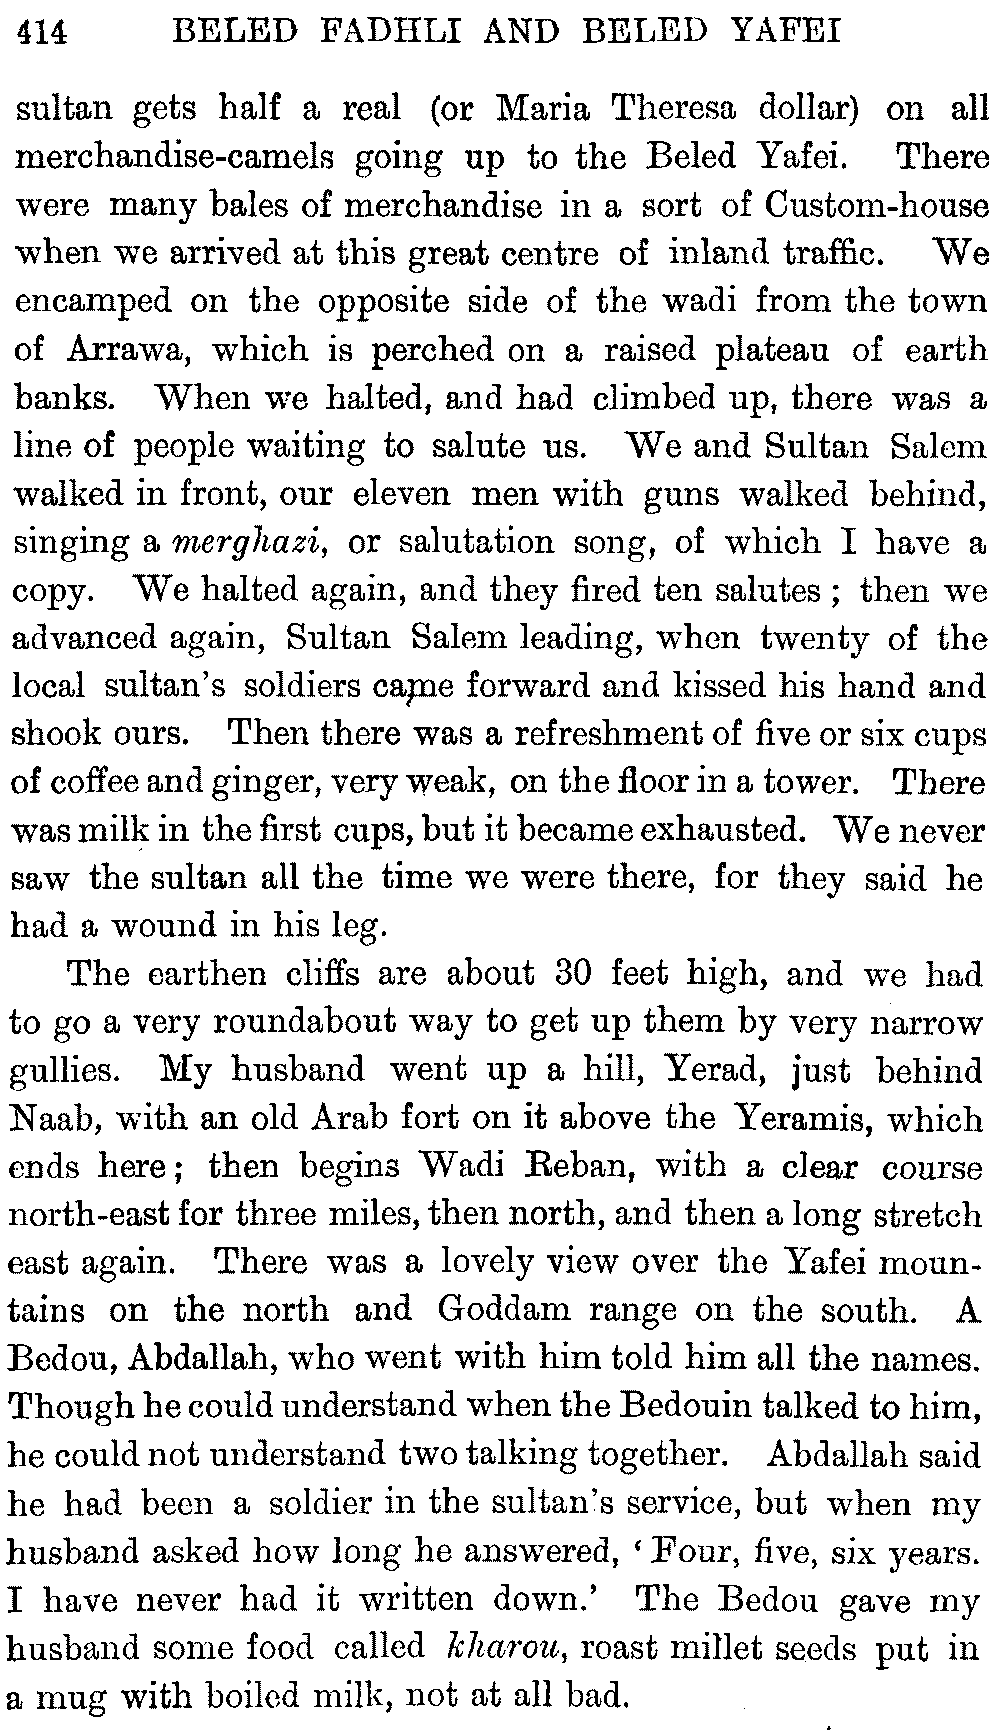 414 BELED FADHLI AND BELED YAFEI
sultan gets half a real (or Maria Theresa dollar) on all
merchandise-camels going up to the Beled Yafei. There
were many bales of merchandise in a sort of Custom-house
when we arrived at this great centre of inland traffic. We
encamped on the opposite side of the wadi from the town
of Arrawa, which is perched on a raised plateau of earth
banks. When we halted, and had climbed up, there was a
line of people waiting to salute us. We and Sultan Salem
walked in front, our eleven men with guns walked behind,
singing a merghazi, or salutation song, of which I have a
copy. We halted again, and they fired ten salutes ; then we
advanced again, Sultan Salem leading, when twenty of the
local sultan's soldiers came forward and kissed his hand and
shook ours. Then there was a refreshment of five or six cups
of coffee and ginger, very weak, on the floor in a tower. There
was milk in the first cups, but it became exhausted. We never
saw the sultan all the time we were there, for they said he
had a wound in his leg.
The earthen cliffs are about 30 feet high, and we had
to go a very roundabout way to get up them by very narrow
gullies. My husband went up a hill, Yerad, just behind
Naab, with an old Arab fort on it above the Yeramis, which
ends here ; then begins Wadi Reban, with a clear course
north-east for three miles, then north, and then a long stretch
east again. There was a lovely view over the Yafei moun-
tains on the north and Goddam range on the south. A
Bedou, Abdallah, who went with him told him all the names.
Though he could understand when the Bedouin talked to him,
he could not understand two talking together. Abdallah said
he had been a soldier in the sultan's service, but when my
husband asked how long he answered, ‘ Four, five, six years.
I have never had it written down.’ The Bedou gave my
husband some food called kharou, roast millet seeds put in
a mug with boiled milk, not at all bad.